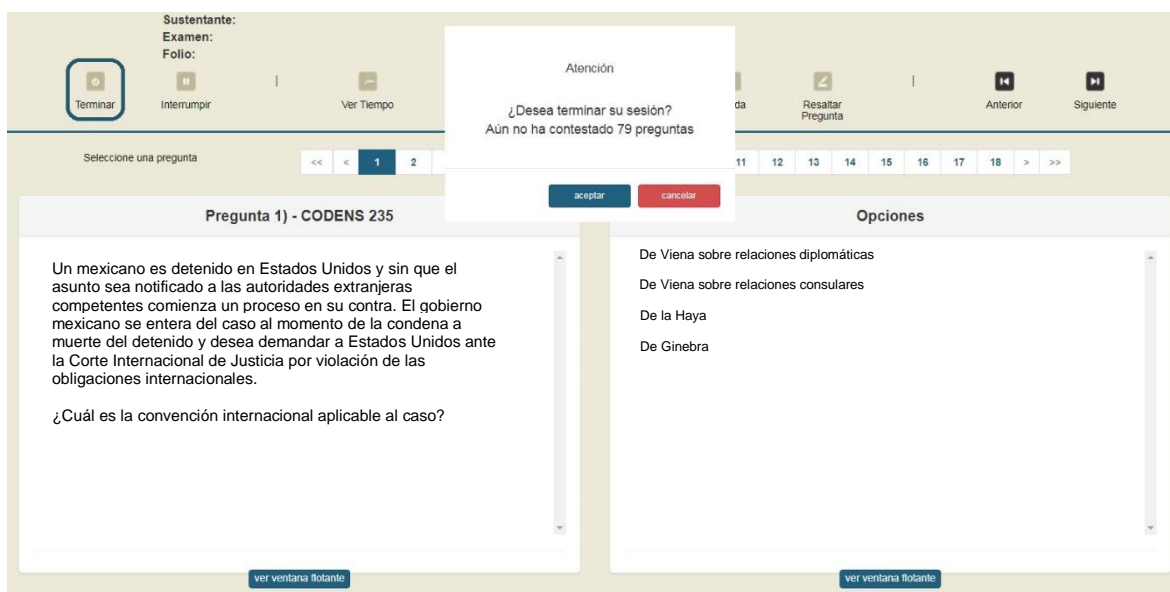 Sustentante:
Examen:
Folio:
Terminar
Interrumpir
Ver Tiempo
da
Resaltar
Pregunta
Anterior
Siguiente
Atención
¿Desea terminar su sesión?
Aún no ha contestado 79 preguntas
aceptar
cancelar
Seleccione una pregunta
<< < 1 2 11 12 13 14 15 16 17 18 > >>
Pregunta 1) - CODENS 235
Un mexicano es detenido en Estados Unidos y sin que el
asunto sea notificado a las autoridades extranjeras
competentes comienza un proceso en su contra. El gobierno
mexicano se entera del caso al momento de la condena a
muerte del detenido y desea demandar a Estados Unidos ante
la Corte Internacional de Justicia por violación de las
obligaciones internacionales.
¿Cuál es la convención internacional aplicable al caso?
ver ventana flotante
Opciones
De Viena sobre relaciones diplomáticas
De Viena sobre relaciones consulares
De la Haya
De Ginebra
ver ventana flotante